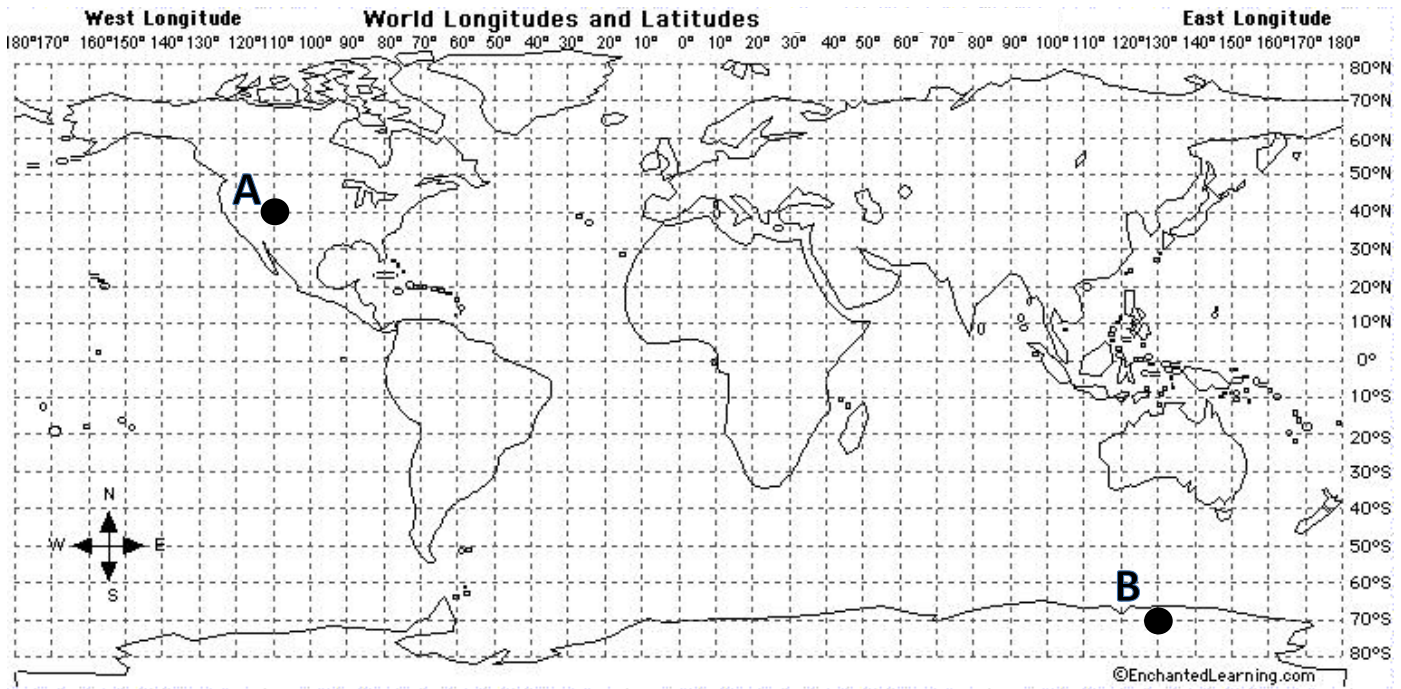 West Longitude World Longitudes and Latitudes East Longitude
180°170° 160°150° 140° 130° 120°110° 100° 90° 80° 70° 60° 50° 40° 30° 20° 10° 0° 10° 20° 30° 40° 50° 60° 70° 80° 90° 100° 110° 120°130° 140° 150° 160°170° 180°
80°N
70°N
60°N
50°N
A
40°N
30°N
20°N
10°N
0°
10°S
20°S
30°S
N
40°S
W E 50°S
B 60°S
S
70°S
80°S
©EnchantedLearning.com